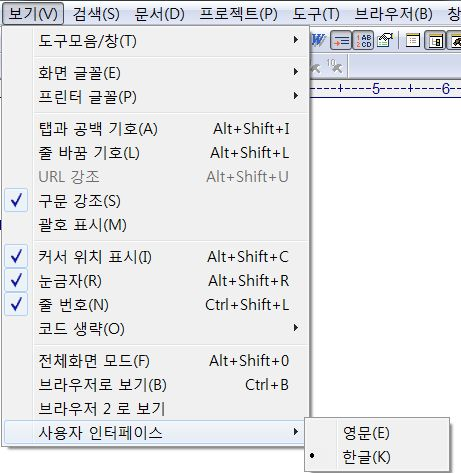 보기(V) 검색(S) 문서(D) 프로젝트(P) 도구(T) 브라우저(B) 창
도구모음/창(T)
화면 글꼴(E)
프린터 글꼴(P)
탭과 공백 기호(A) Alt+Shift+I
줄 바꿈 기호(L) Alt+Shift+L
URL 강조 Alt+Shift+U
구문 강조(S)
괄호 표시(M)
커서 위치 표시(I) Alt+Shift+C
눈금자(R) Alt+Shift+R
줄 번호(N) Ctrl+Shift+L
코드 생략(O)
전체화면 모드(F) Alt+Shift+0
브라우저로 보기(B) Ctrl+B
브라우저 2 로 보기
사용자 인터페이스
영문(E)
한글(K)
W
1 AB
2 CD
10
----+----5----+----6-